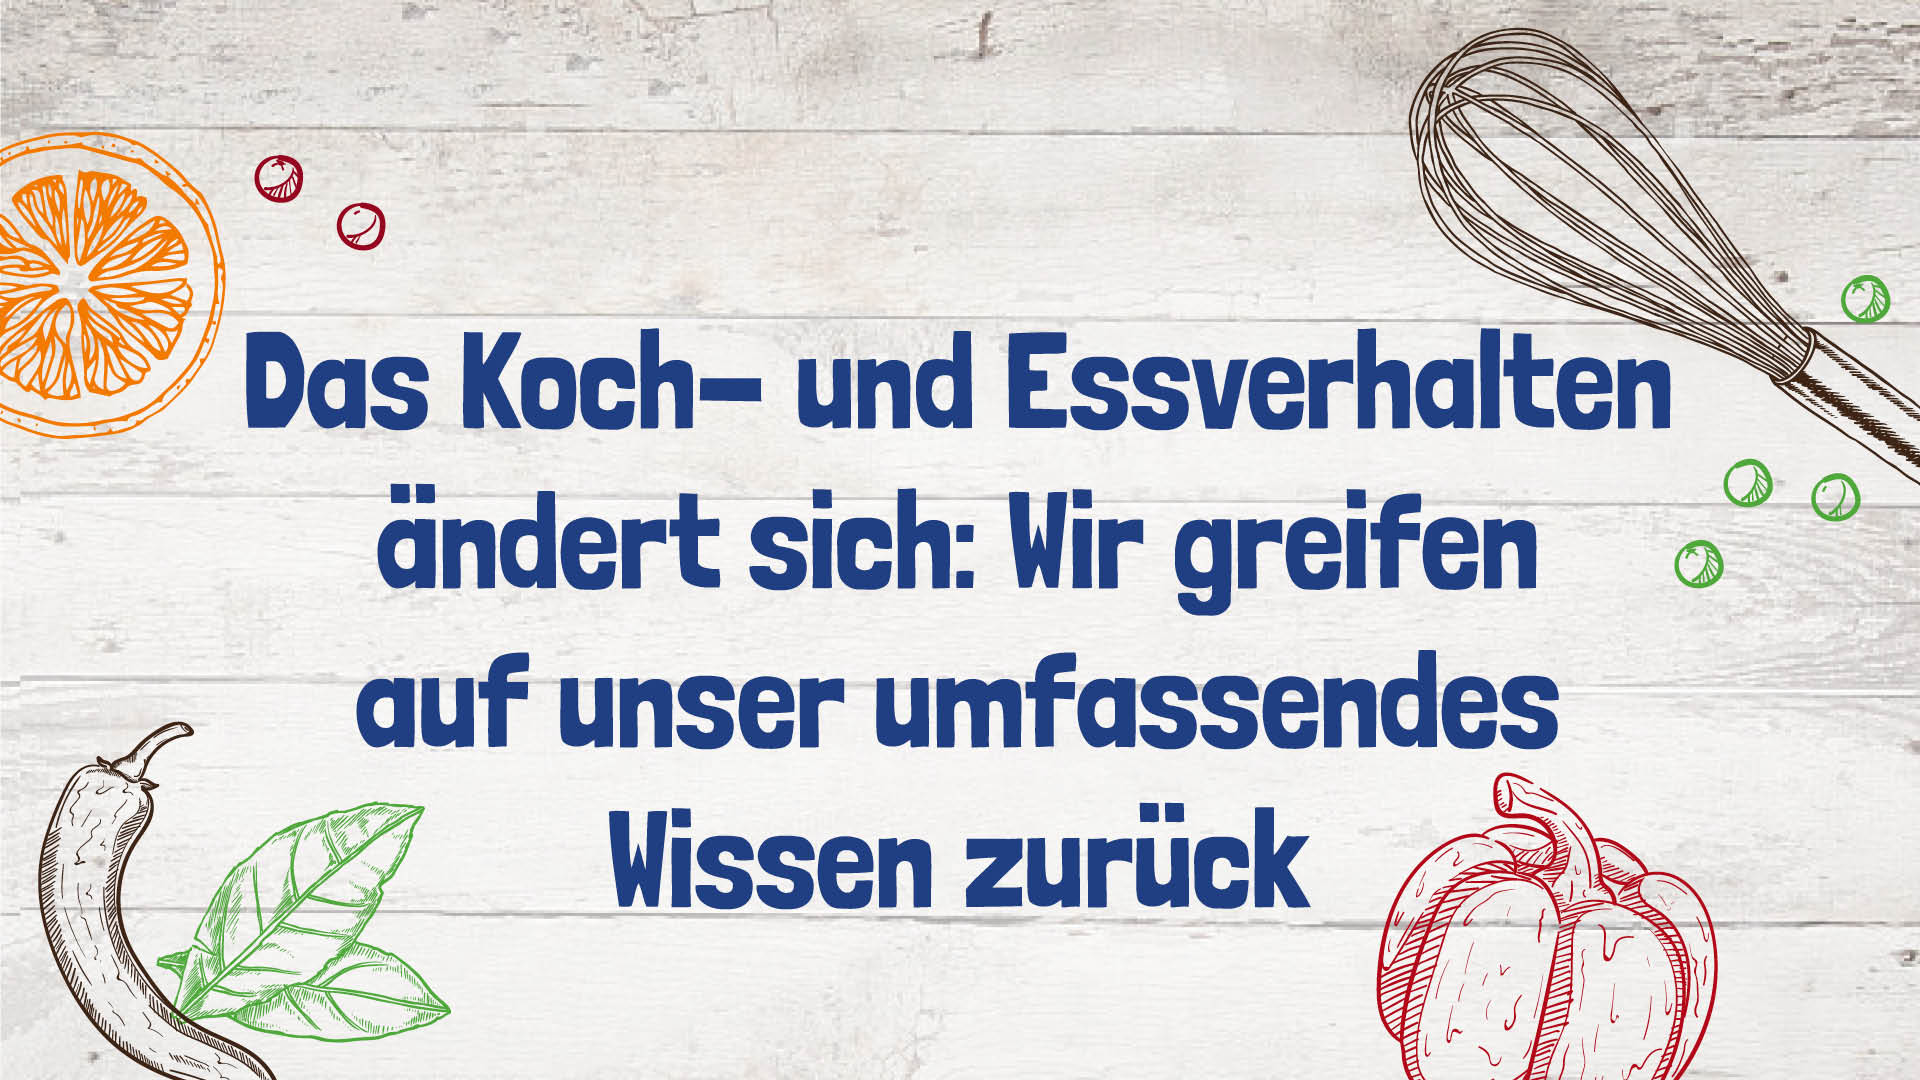 Das Koch- und Essverhalten
ändert sich: Wir greifen
auf unser umfassendes
Wissen zurück